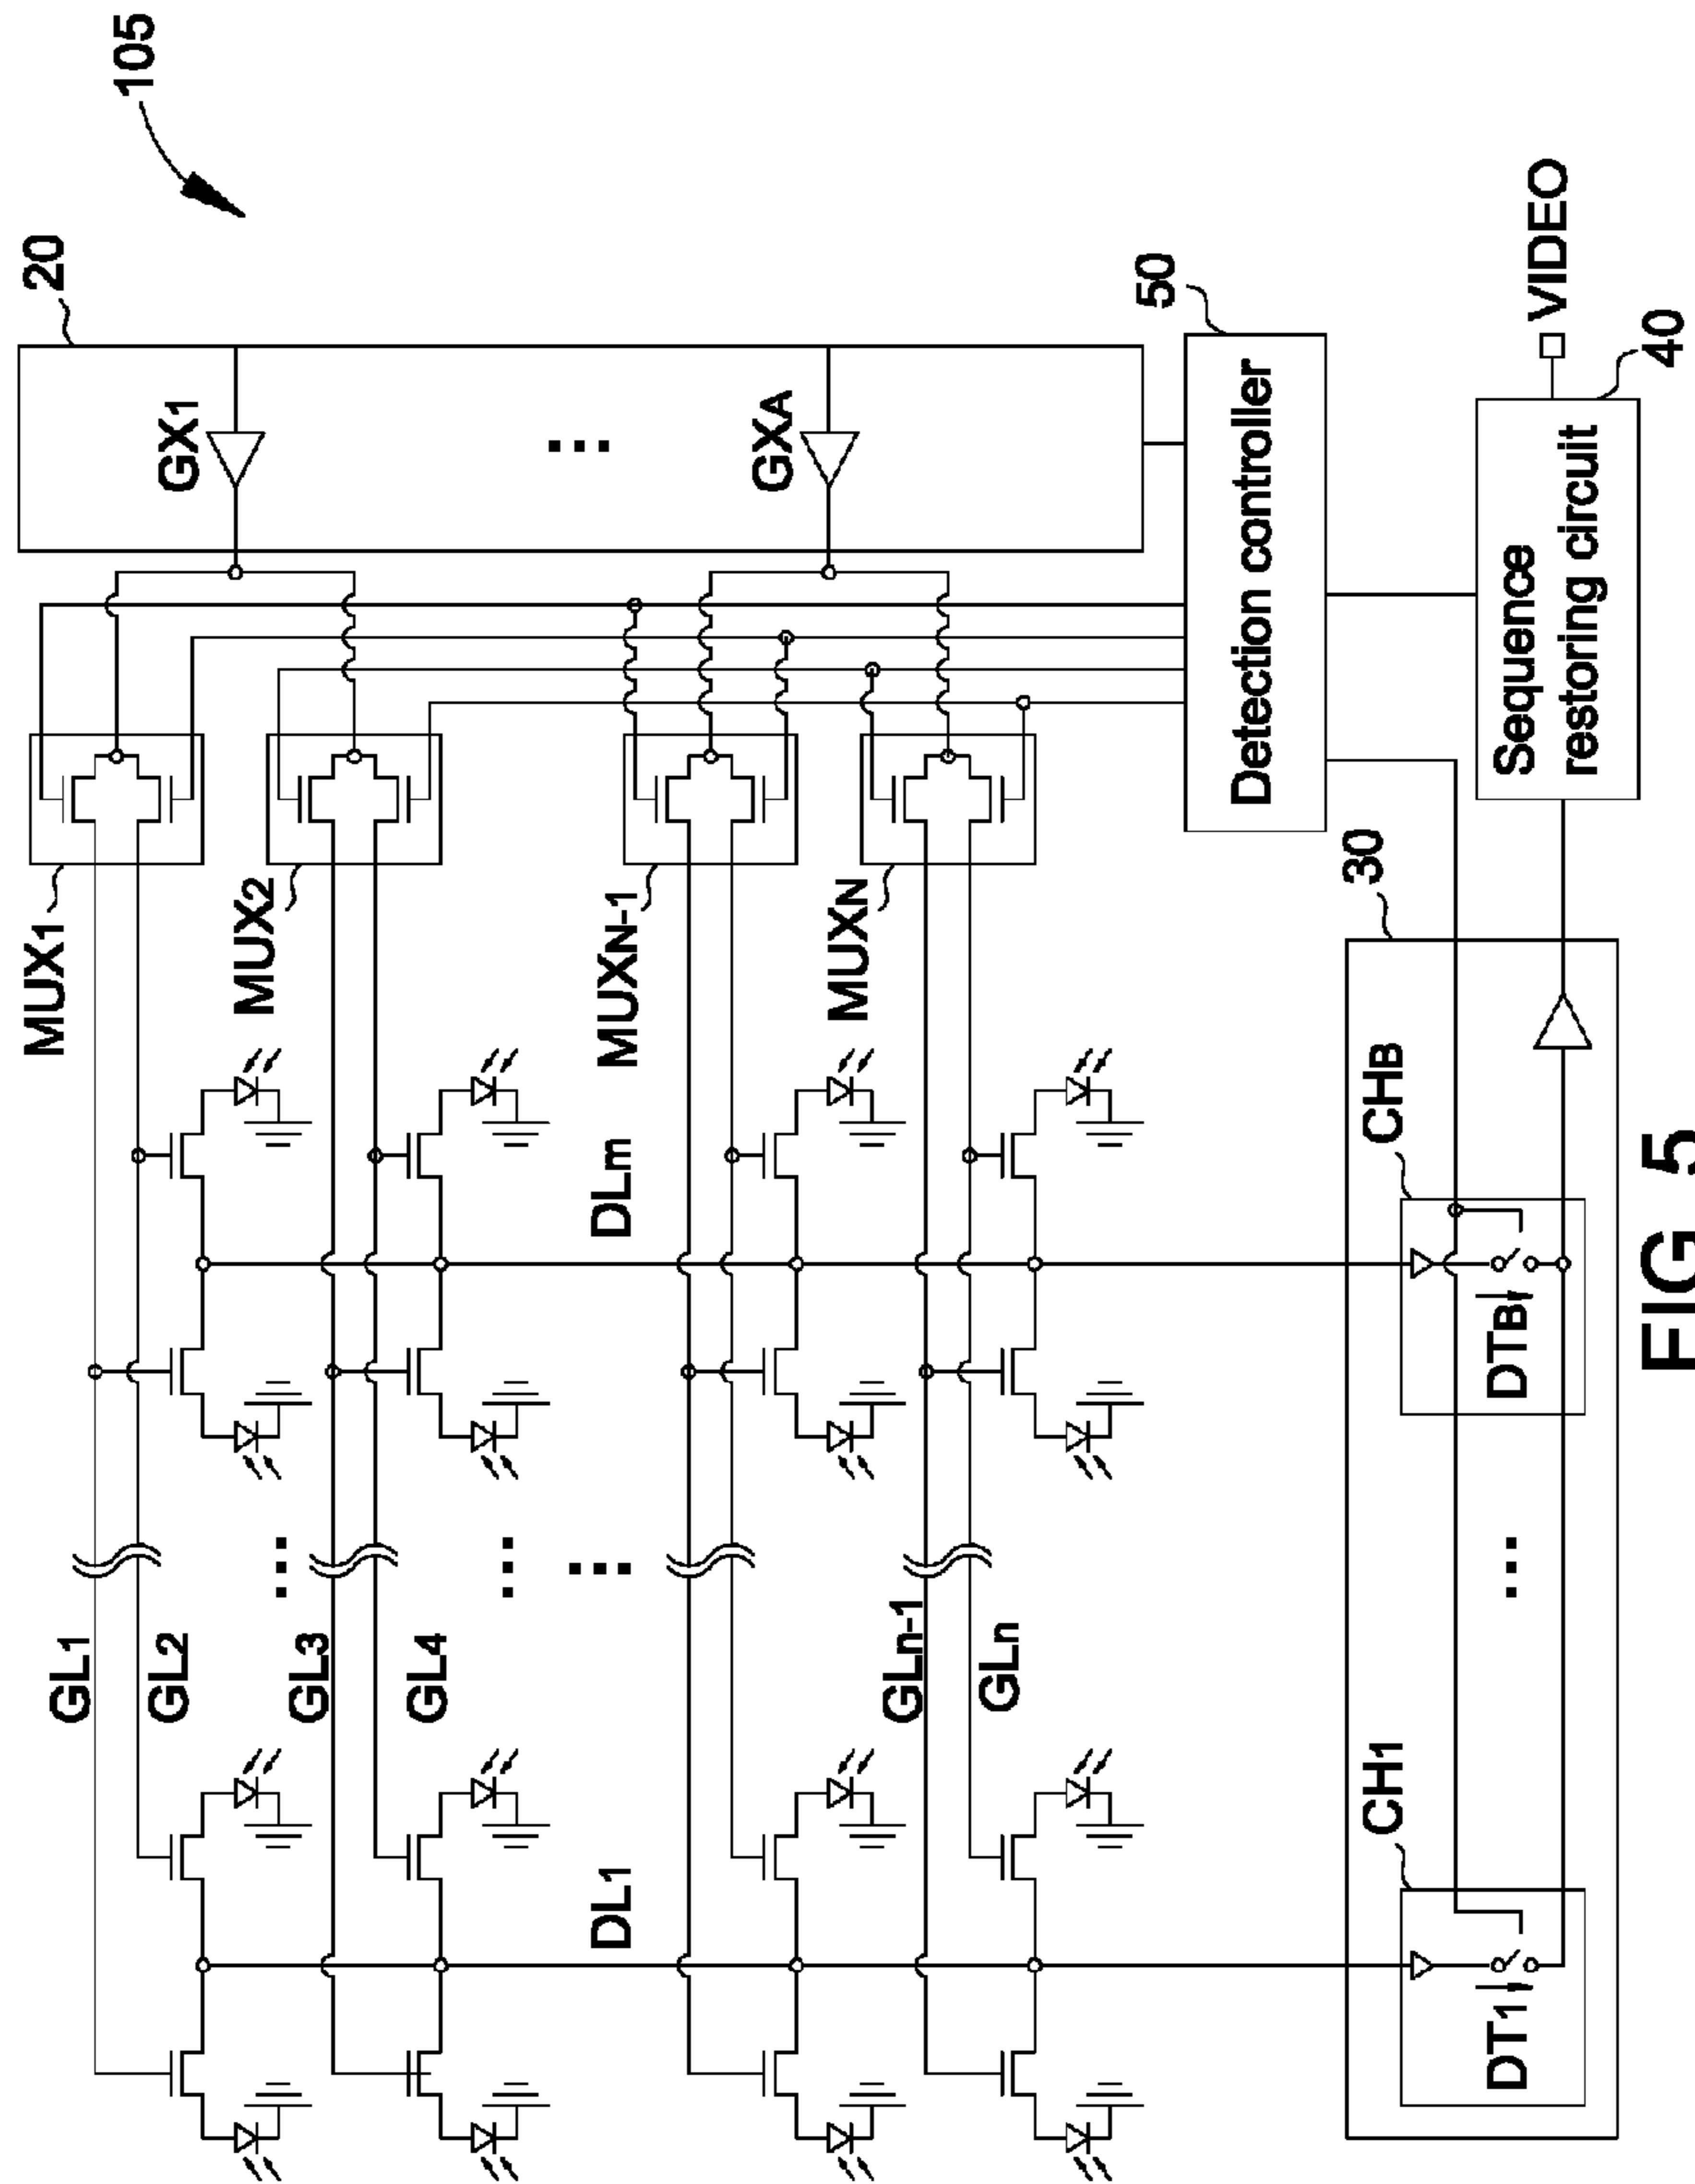 105
20
GX1
GXA
MUX1
MUX2
MUXN-1
MUXN
GL1
GL2
GL3
GL4
GLn-1
GLn
DL1
DLm
50
Detection controller
VIDEO
40
Sequence
restoring circuit
30
CH1
CHB
DT1
DTB
FIG. 5